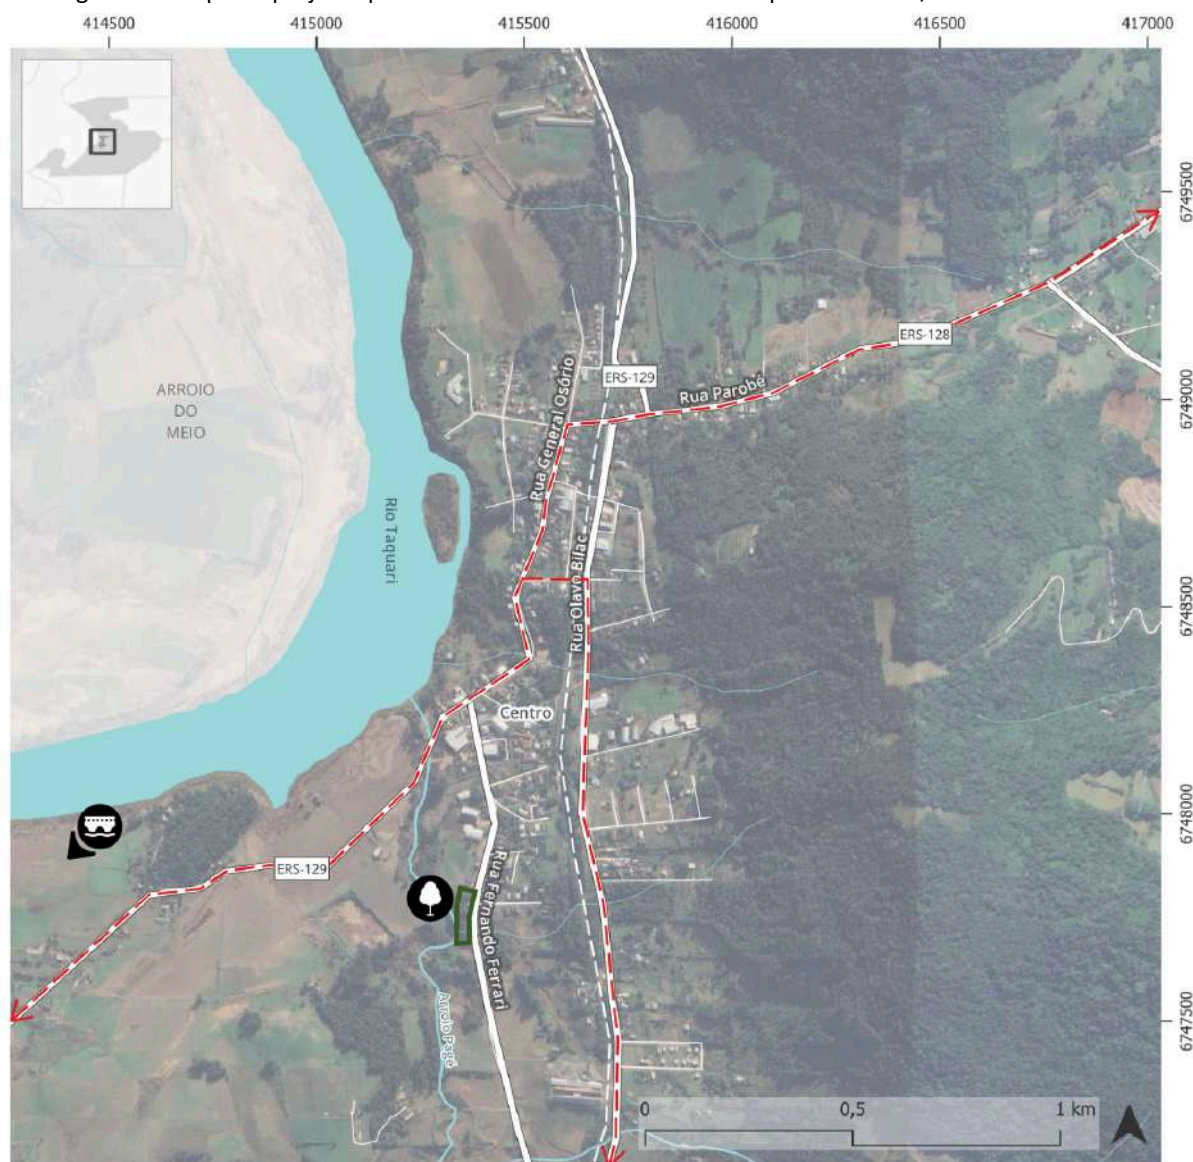 414500 415000 415500 416000 416500 417000
6749500
ERS-128
ERS-129
Rua Parobé
ARROIO
DO
MEIO
6749000
Rua General Osório
Rio Taquari
Rua Olavo Bilac
6748500
Centro
6748000
ERS-129
Rua Fernando Ferrari
Arroio Pagé
6747500
0 0,5 1 km